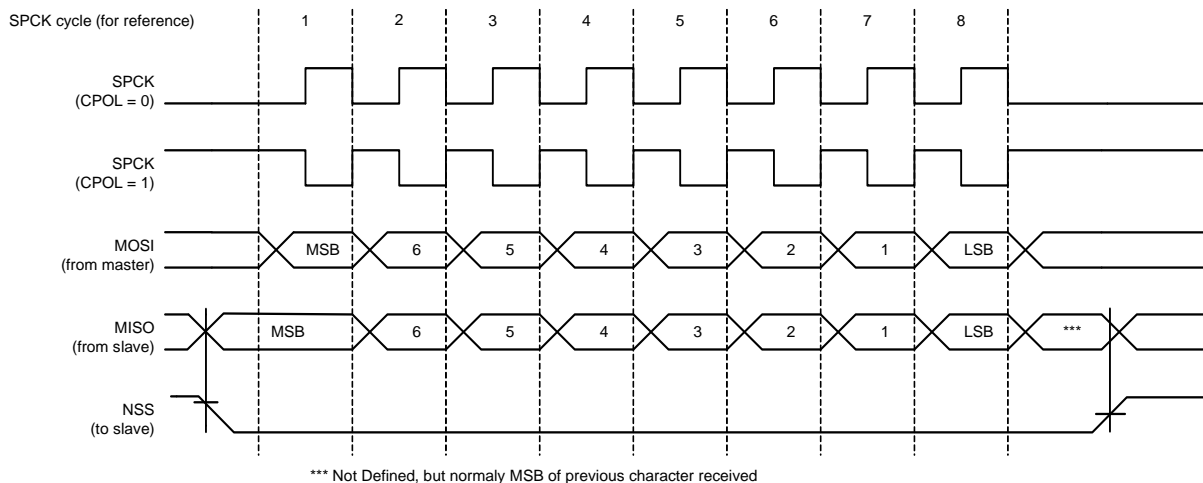 SPCK cycle (for reference) 1 2 3 4 5 6 7 8
SPCK
(CPOL = 0)
SPCK
(CPOL = 1)
MOSI
(from master)
MSB 6 5 4 3 2 1 LSB
MISO
(from slave)
MSB 6 5 4 3 2 1 LSB ***
NSS
(to slave)
*** Not Defined, but normaly MSB of previous character received